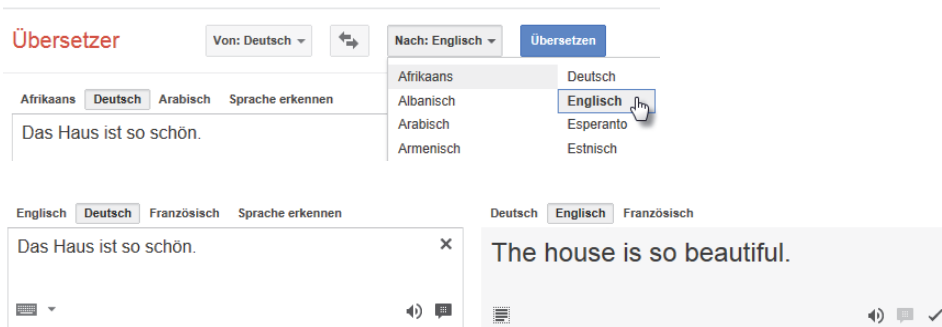 Übersetzer Von: Deutsch Nach: Englisch Übersetzen
Afrikaans Deutsch
Afrikaans Deutsch Arabisch Sprache erkennen Albanisch Englisch
Das Haus ist so schön. Arabisch Esperanto
Armenisch Estnisch
Englisch Deutsch Französisch Sprache erkennen
Das Haus ist so schön.
Deutsch Englisch Französisch
The house is so beautiful.